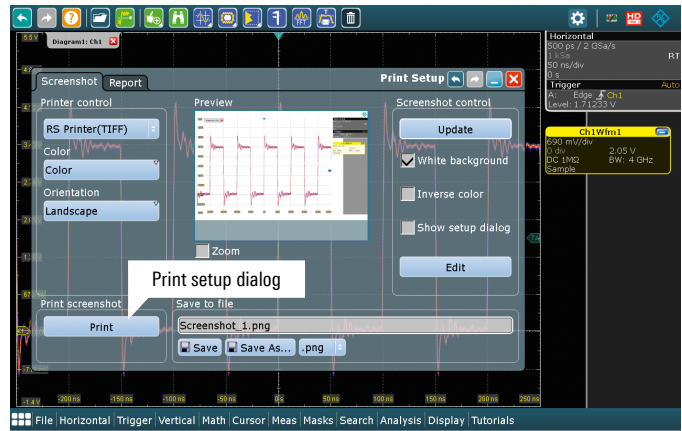 5.5 V
Diagram1: Ch1
Horizontal
500 ps / 2 GSa/s
1 kSa RT
50 ns/div
0 s
Trigger Auto
A: Edge Ch1
Level: 1.71233 V
Ch1Wfm1
690 mV/div
0 div 2.05 V
DC 1MΩ BW: 4 GHz
Sample
Screenshot Report
Print Setup
Printer control
Preview
Screenshot control
RS Printer(TIFF)
Update
Color
Color
White background
Orientation
Inverse color
Landscape
Show setup dialog
Zoom
Edit
Print setup dialog
Print screenshot
Save to file
Print
Screenshot_1.png
Save Save As... .png
-1.4 V
-200 ns -150 ns -100 ns -50 ns 0 s 50 ns 100 ns 150 ns 200 ns 250 ns
File Horizontal Trigger Vertical Math Cursor Meas Masks Search Analysis Display Tutorials